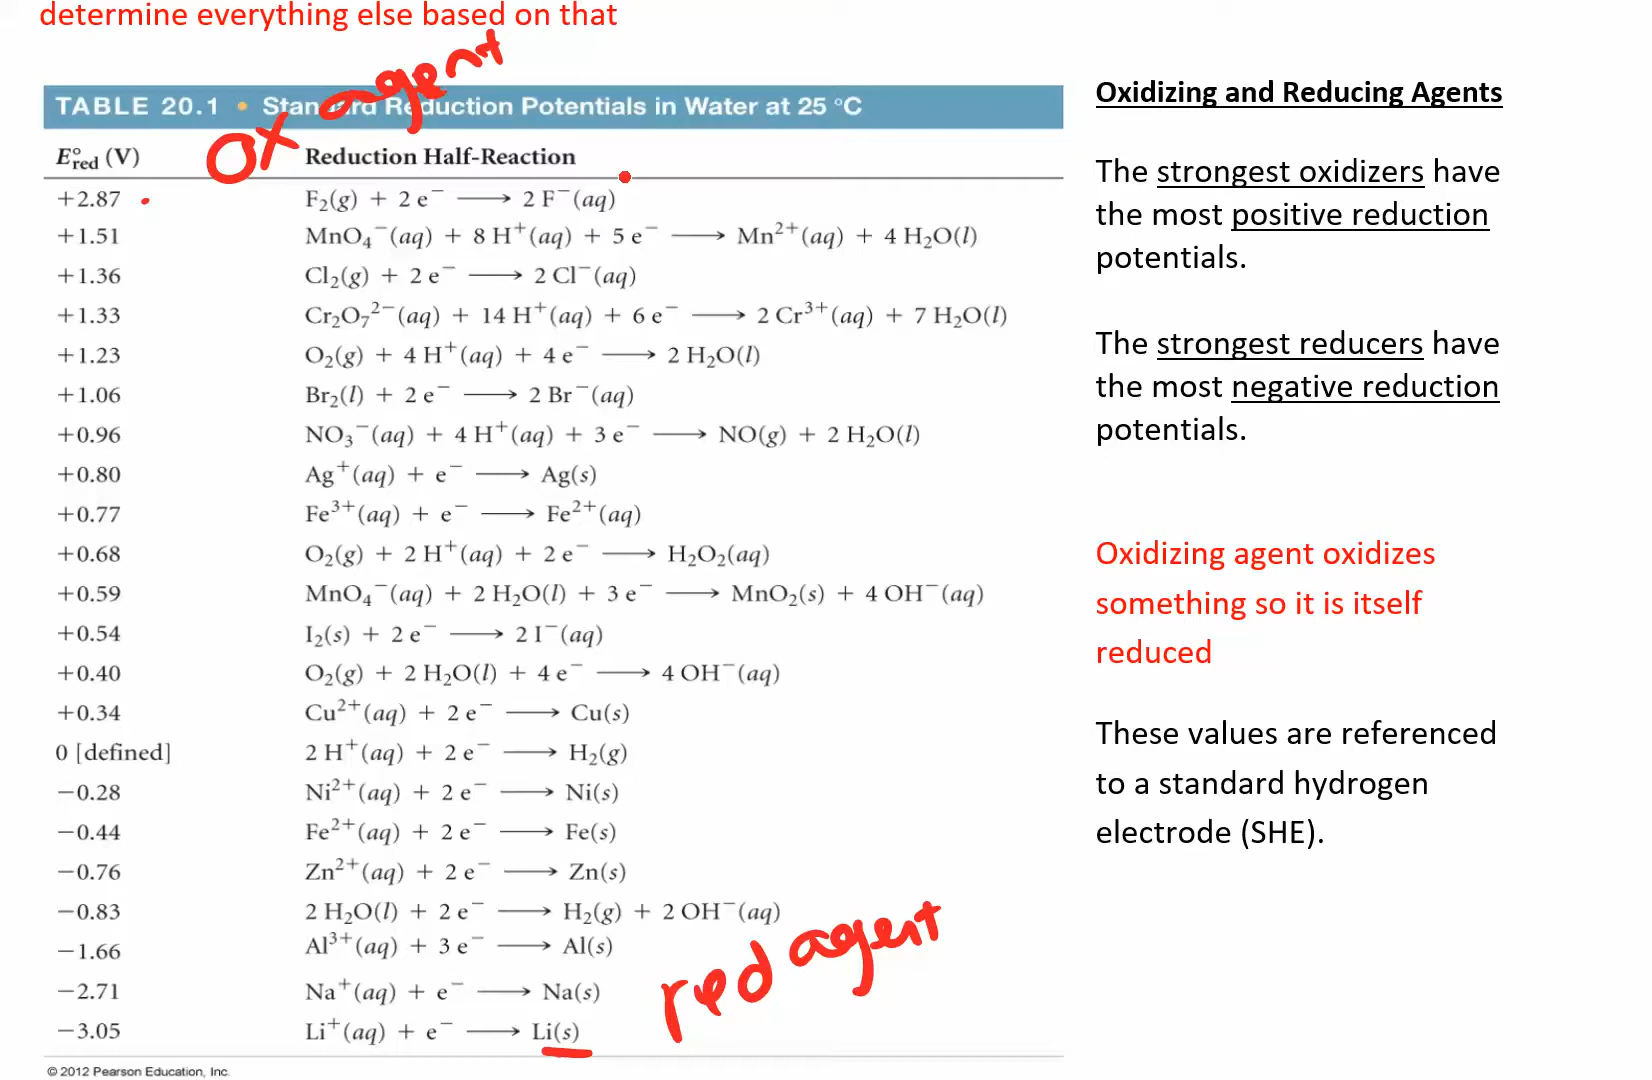 determine everything else based on that
ox agent
TABLE 20.1 • Standard Reduction Potentials in Water at 25 °C
E°red (V) Reduction Half-Reaction
+2.87 F₂(g) + 2 e⁻ ⟶ 2 F⁻(aq)
+1.51 MnO₄⁻(aq) + 8 H⁺(aq) + 5 e⁻ ⟶ Mn²⁺(aq) + 4 H₂O(l)
+1.36 Cl₂(g) + 2 e⁻ ⟶ 2 Cl⁻(aq)
+1.33 Cr₂O₇²⁻(aq) + 14 H⁺(aq) + 6 e⁻ ⟶ 2 Cr³⁺(aq) + 7 H₂O(l)
+1.23 O₂(g) + 4 H⁺(aq) + 4 e⁻ ⟶ 2 H₂O(l)
+1.06 Br₂(l) + 2 e⁻ ⟶ 2 Br⁻(aq)
+0.96 NO₃⁻(aq) + 4 H⁺(aq) + 3 e⁻ ⟶ NO(g) + 2 H₂O(l)
+0.80 Ag⁺(aq) + e⁻ ⟶ Ag(s)
+0.77 Fe³⁺(aq) + e⁻ ⟶ Fe²⁺(aq)
+0.68 O₂(g) + 2 H⁺(aq) + 2 e⁻ ⟶ H₂O₂(aq)
+0.59 MnO₄⁻(aq) + 2 H₂O(l) + 3 e⁻ ⟶ MnO₂(s) + 4 OH⁻(aq)
+0.54 I₂(s) + 2 e⁻ ⟶ 2 I⁻(aq)
+0.40 O₂(g) + 2 H₂O(l) + 4 e⁻ ⟶ 4 OH⁻(aq)
+0.34 Cu²⁺(aq) + 2 e⁻ ⟶ Cu(s)
0 [defined] 2 H⁺(aq) + 2 e⁻ ⟶ H₂(g)
−0.28 Ni²⁺(aq) + 2 e⁻ ⟶ Ni(s)
−0.44 Fe²⁺(aq) + 2 e⁻ ⟶ Fe(s)
−0.76 Zn²⁺(aq) + 2 e⁻ ⟶ Zn(s)
−0.83 2 H₂O(l) + 2 e⁻ ⟶ H₂(g) + 2 OH⁻(aq)
−1.66 Al³⁺(aq) + 3 e⁻ ⟶ Al(s)
−2.71 Na⁺(aq) + e⁻ ⟶ Na(s)
−3.05 Li⁺(aq) + e⁻ ⟶ Li(s)
red agent
© 2012 Pearson Education, Inc.
Oxidizing and Reducing Agents
The strongest oxidizers have
the most positive reduction
potentials.
The strongest reducers have
the most negative reduction
potentials.
Oxidizing agent oxidizes
something so it is itself
reduced
These values are referenced
to a standard hydrogen
electrode (SHE).